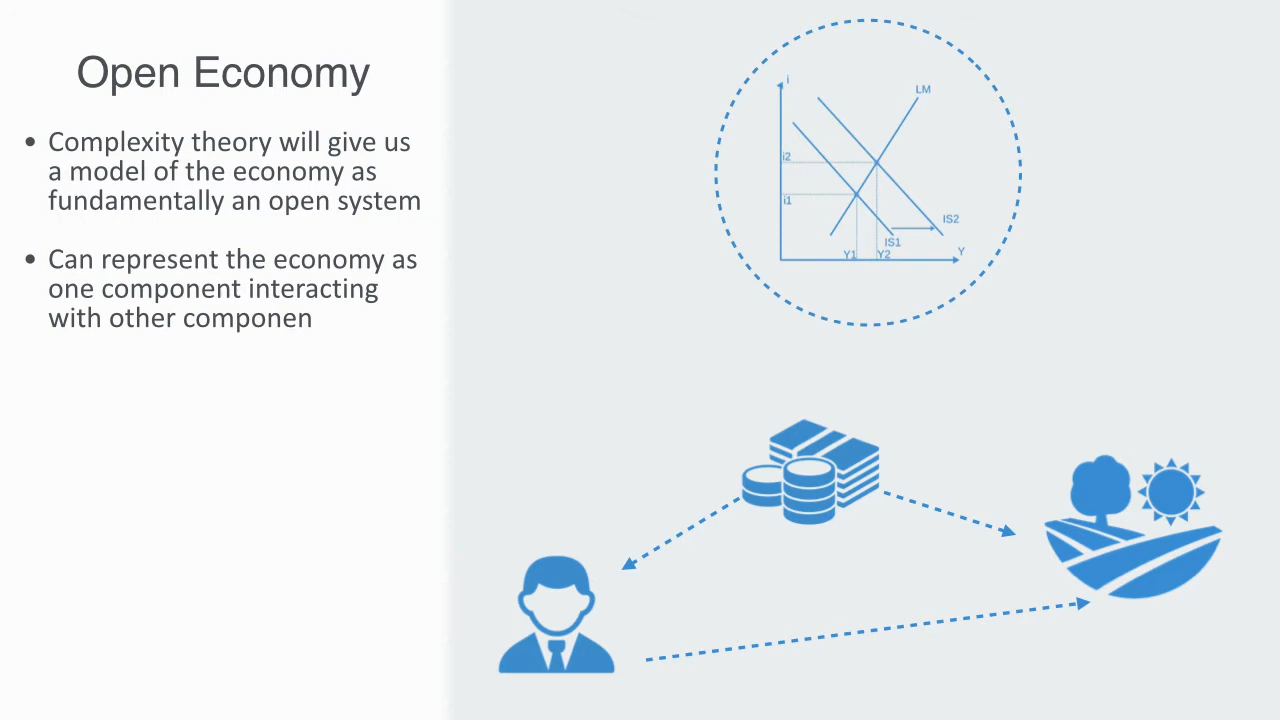 Open Economy
• Complexity theory will give us
a model of the economy as
fundamentally an open system
• Can represent the economy as
one component interacting
with other componen
i
LM
i2
i1
IS2
IS1
Y1
Y2
Y